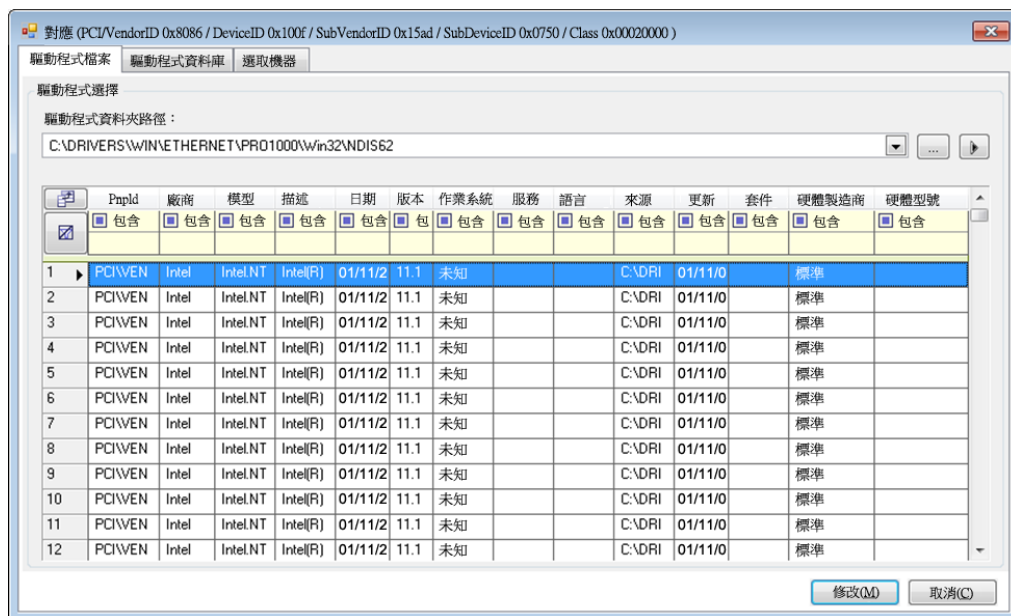 對應 (PCI/VendorID 0x8086 / DeviceID 0x100f / SubVendorID 0x15ad / SubDeviceID 0x0750 / Class 0x00020000 )
驅動程式檔案 驅動程式資料庫 選取機器
驅動程式選擇
驅動程式資料夾路徑：
C:\DRIVERS\WIN\ETHERNET\PRO1000\Win32\NDIS62 ...
PnpId 廠商 模型 描述 日期 版本 作業系統 服務 語言 來源 更新 套件 硬體製造商 硬體型號
包含 包含 包含 包含 包含 包 包含 包含 包含 包含 包含 包含 包含 包含
1 PCI\VEN Intel Intel.NT Intel(R) 01/11/2 11.1 未知 C:\DRI 01/11/0 標準
2 PCI\VEN Intel Intel.NT Intel(R) 01/11/2 11.1 未知 C:\DRI 01/11/0 標準
3 PCI\VEN Intel Intel.NT Intel(R) 01/11/2 11.1 未知 C:\DRI 01/11/0 標準
4 PCI\VEN Intel Intel.NT Intel(R) 01/11/2 11.1 未知 C:\DRI 01/11/0 標準
5 PCI\VEN Intel Intel.NT Intel(R) 01/11/2 11.1 未知 C:\DRI 01/11/0 標準
6 PCI\VEN Intel Intel.NT Intel(R) 01/11/2 11.1 未知 C:\DRI 01/11/0 標準
7 PCI\VEN Intel Intel.NT Intel(R) 01/11/2 11.1 未知 C:\DRI 01/11/0 標準
8 PCI\VEN Intel Intel.NT Intel(R) 01/11/2 11.1 未知 C:\DRI 01/11/0 標準
9 PCI\VEN Intel Intel.NT Intel(R) 01/11/2 11.1 未知 C:\DRI 01/11/0 標準
10 PCI\VEN Intel Intel.NT Intel(R) 01/11/2 11.1 未知 C:\DRI 01/11/0 標準
11 PCI\VEN Intel Intel.NT Intel(R) 01/11/2 11.1 未知 C:\DRI 01/11/0 標準
12 PCI\VEN Intel Intel.NT Intel(R) 01/11/2 11.1 未知 C:\DRI 01/11/0 標準
修改(M) 取消(C)